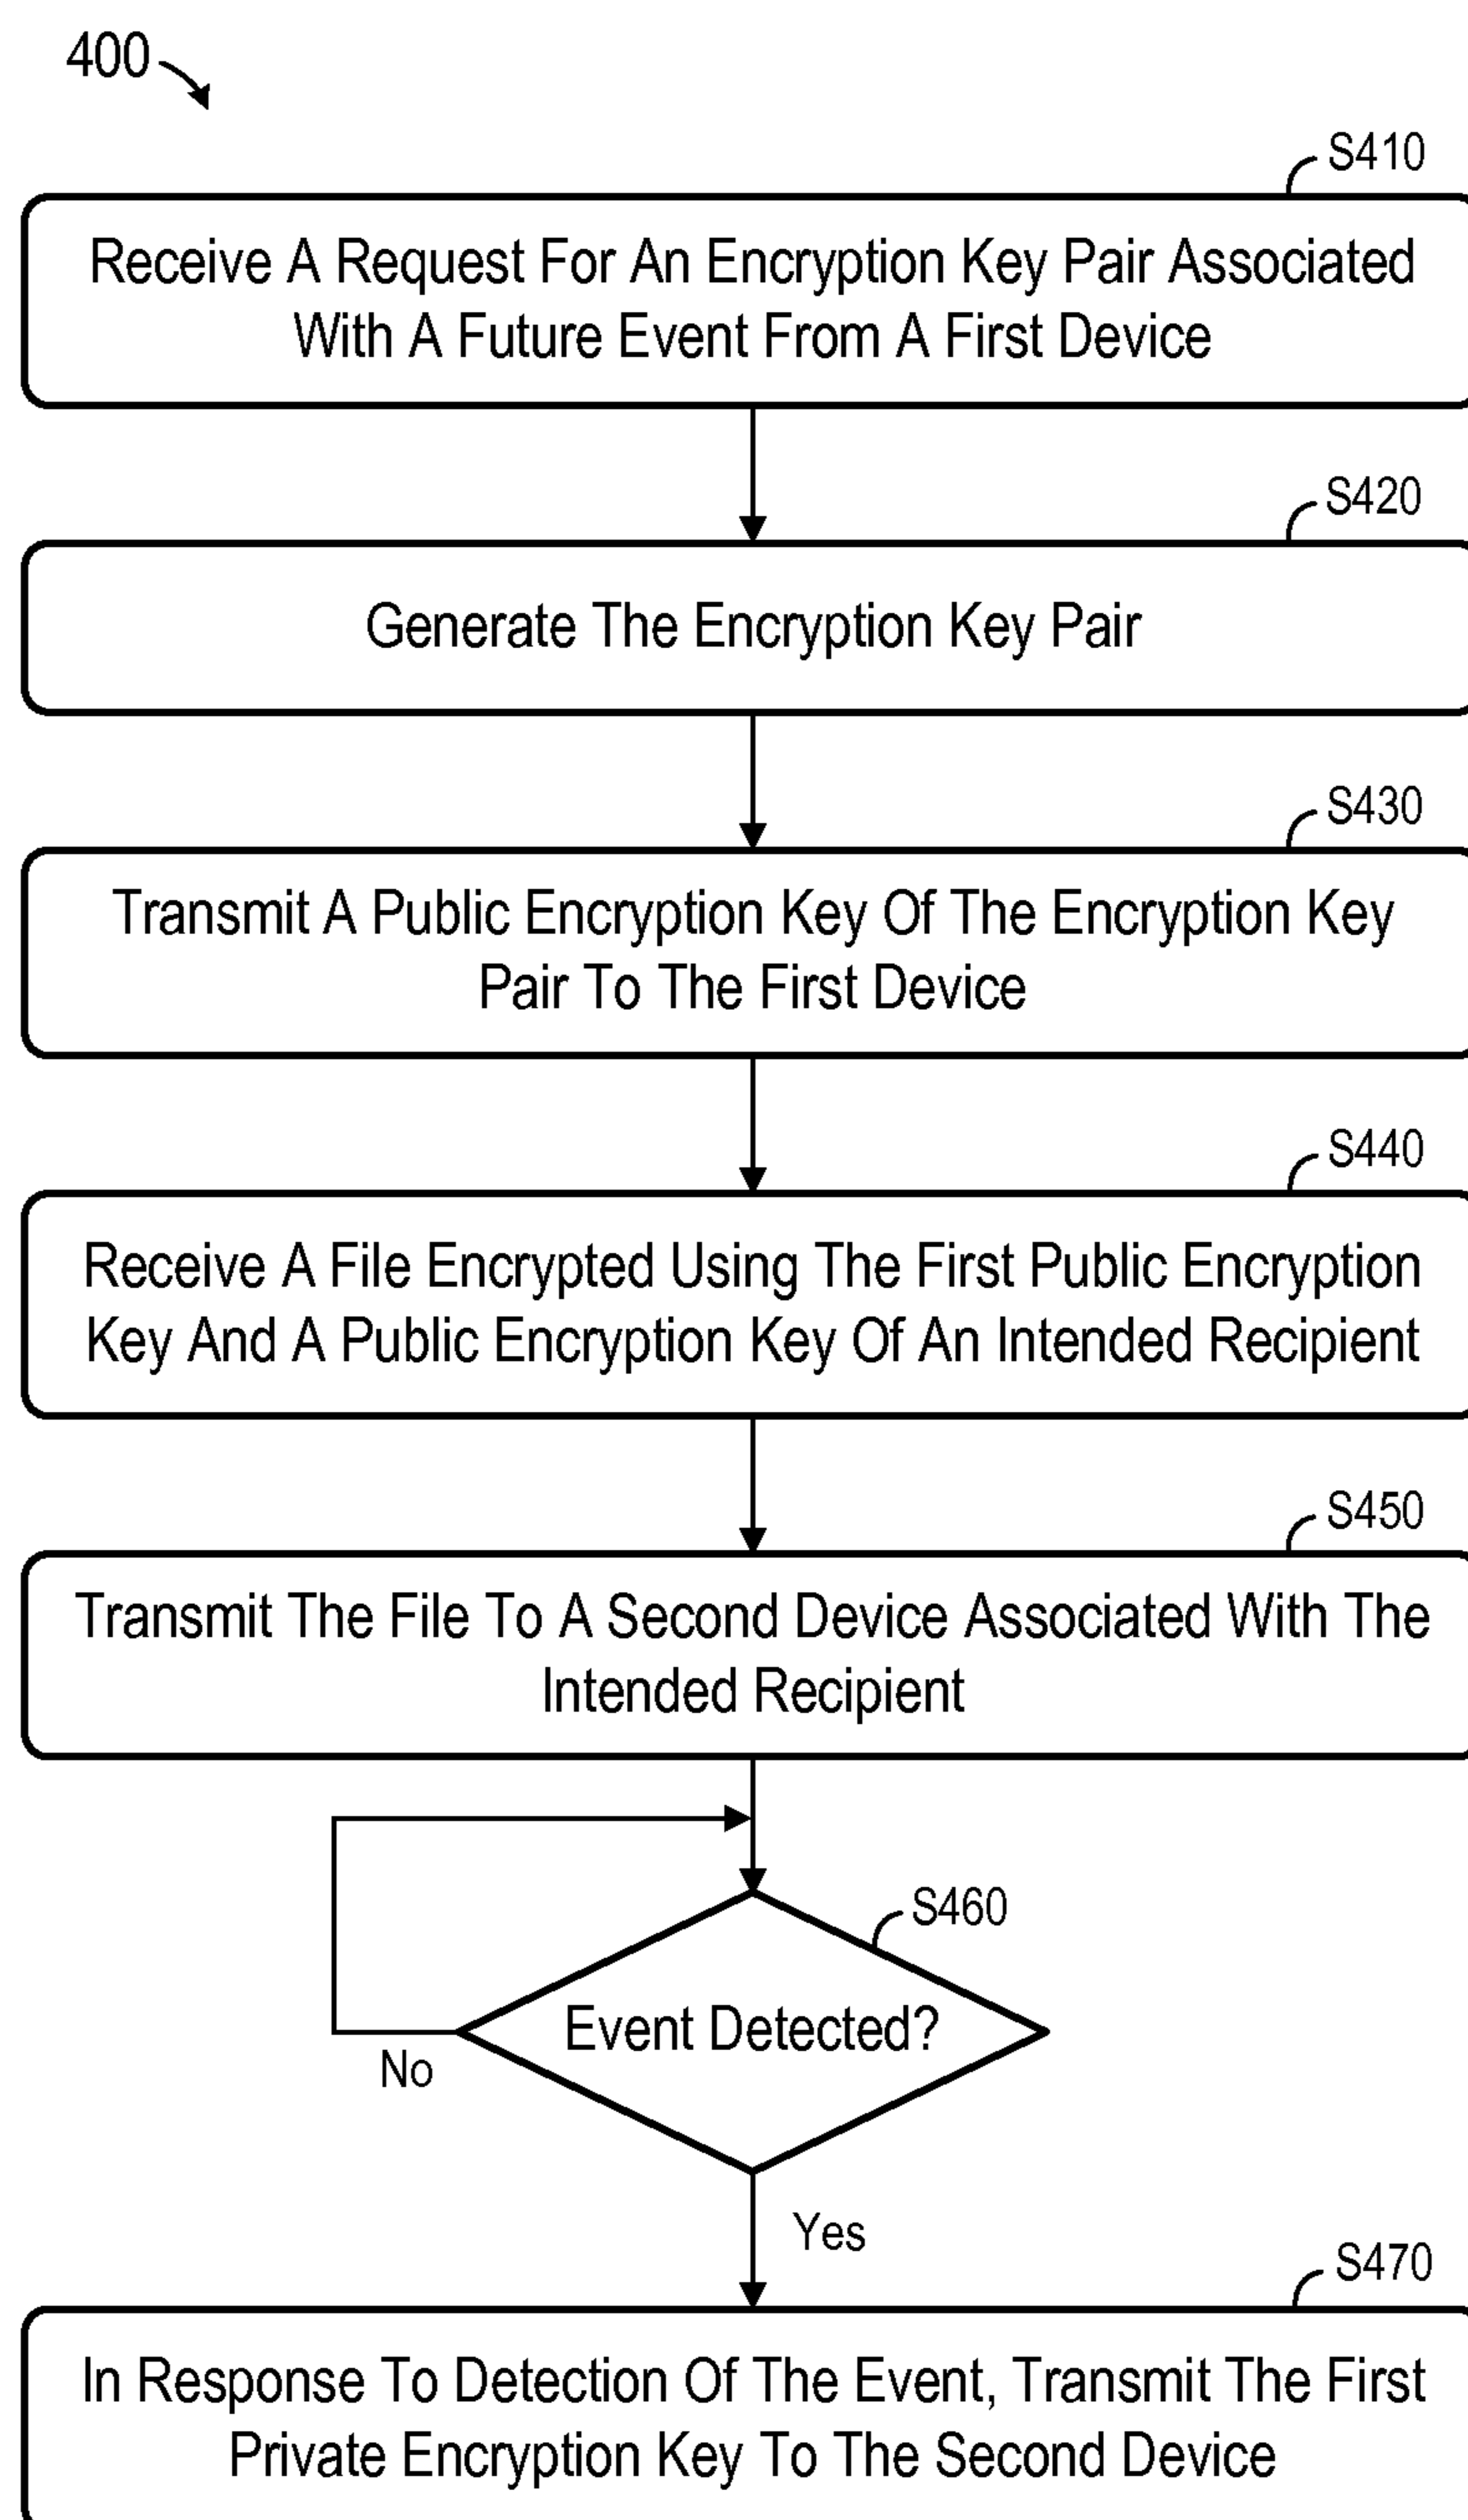 400
S410
Receive A Request For An Encryption Key Pair Associated
With A Future Event From A First Device
S420
Generate The Encryption Key Pair
S430
Transmit A Public Encryption Key Of The Encryption Key
Pair To The First Device
S440
Receive A File Encrypted Using The First Public Encryption
Key And A Public Encryption Key Of An Intended Recipient
S450
Transmit The File To A Second Device Associated With The
Intended Recipient
S460
Event Detected?
No
Yes
S470
In Response To Detection Of The Event, Transmit The First
Private Encryption Key To The Second Device